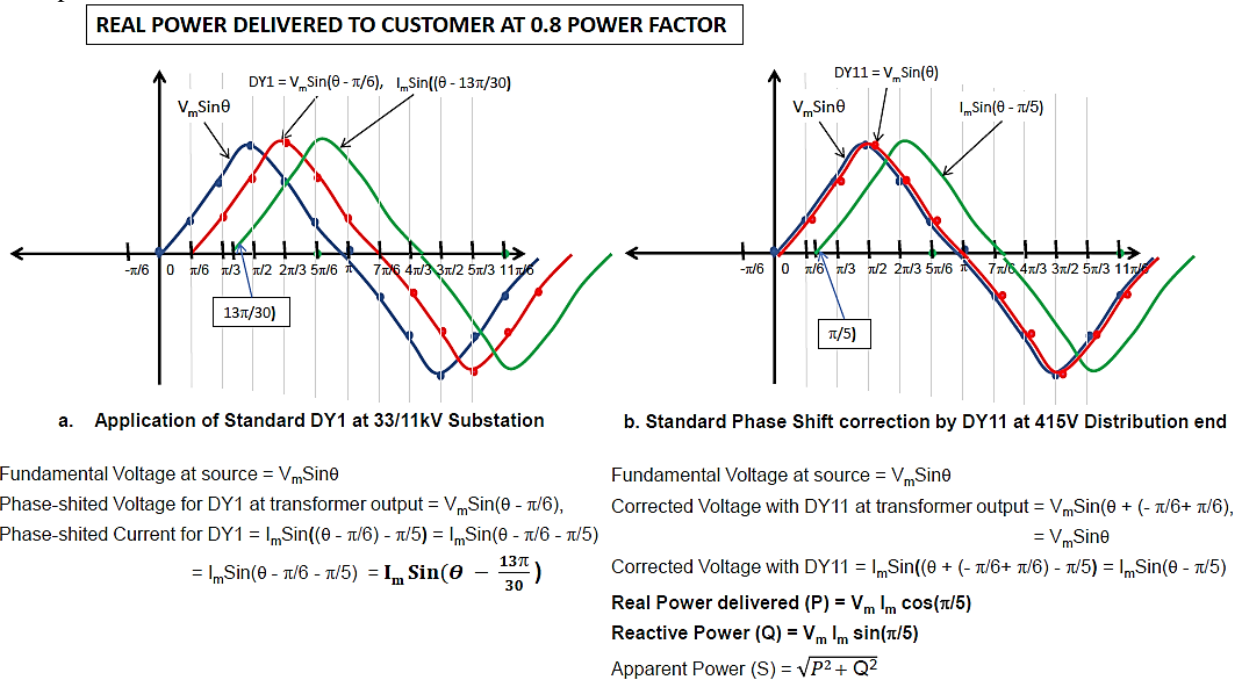 REAL POWER DELIVERED TO CUSTOMER AT 0.8 POWER FACTOR
DY1 = VₘSin(θ - π/6), IₘSin((θ - 13π/30)
VₘSinθ
-π/6 0 π/6 π/3 π/2 2π/3 5π/6 π 7π/6 4π/3 3π/2 5π/3 11π/6
13π/30)
a. Application of Standard DY1 at 33/11kV Substation
Fundamental Voltage at source = VₘSinθ
Phase-shited Voltage for DY1 at transformer output = VₘSin(θ - π/6),
Phase-shifted Current for DY1 = IₘSin((θ - π/6) - π/5) = IₘSin(θ - π/6 - π/5)
= IₘSin(θ - π/6 - π/5) = Iₘ Sin(θ − 13π/30)
DY11 = VₘSin(θ)
VₘSinθ
IₘSin(θ - π/5)
-π/6 0 π/6 π/3 π/2 2π/3 5π/6 π 7π/6 4π/3 3π/2 5π/3 11π/6
π/5)
b. Standard Phase Shift correction by DY11 at 415V Distribution end
Fundamental Voltage at source = VₘSinθ
Corrected Voltage with DY11 at transformer output = VₘSin(θ + (- π/6+ π/6),
= VₘSinθ
Corrected Voltage with DY11 = IₘSin((θ + (- π/6+ π/6) - π/5) = IₘSin(θ - π/5)
Real Power delivered (P) = Vₘ Iₘ cos(π/5)
Reactive Power (Q) = Vₘ Iₘ sin(π/5)
Apparent Power (S) = √(P² + Q²)